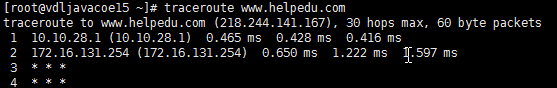 [root@vdljavacoe15 ~]# traceroute www.helpedu.com
traceroute to www.helpedu.com (218.244.141.167), 30 hops max, 60 byte packets
1 10.10.28.1 (10.10.28.1) 0.465 ms 0.428 ms 0.416 ms
2 172.16.131.254 (172.16.131.254) 0.650 ms 1.222 ms 1.597 ms
3 * * *
4 * * *